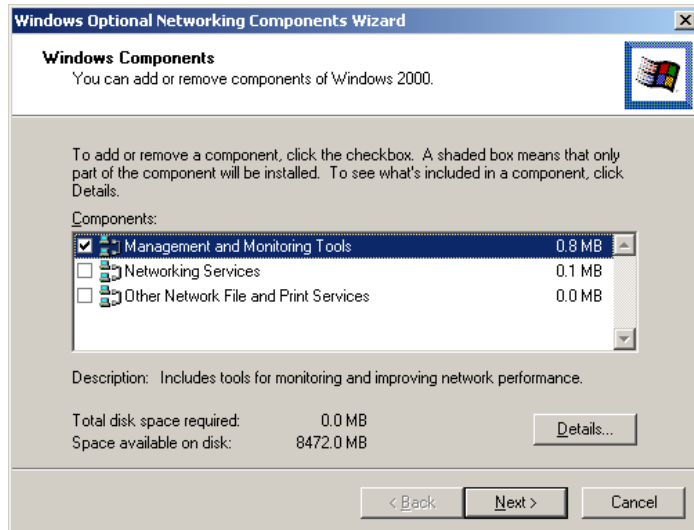 Windows Optional Networking Components Wizard
Windows Components
You can add or remove components of Windows 2000.
To add or remove a component, click the checkbox. A shaded box means that only
part of the component will be installed. To see what's included in a component, click
Details.
Components:
Management and Monitoring Tools 0.8 MB
Networking Services 0.1 MB
Other Network File and Print Services 0.0 MB
Description: Includes tools for monitoring and improving network performance.
Total disk space required: 0.0 MB
Space available on disk: 8472.0 MB
Details...
< Back Next > Cancel